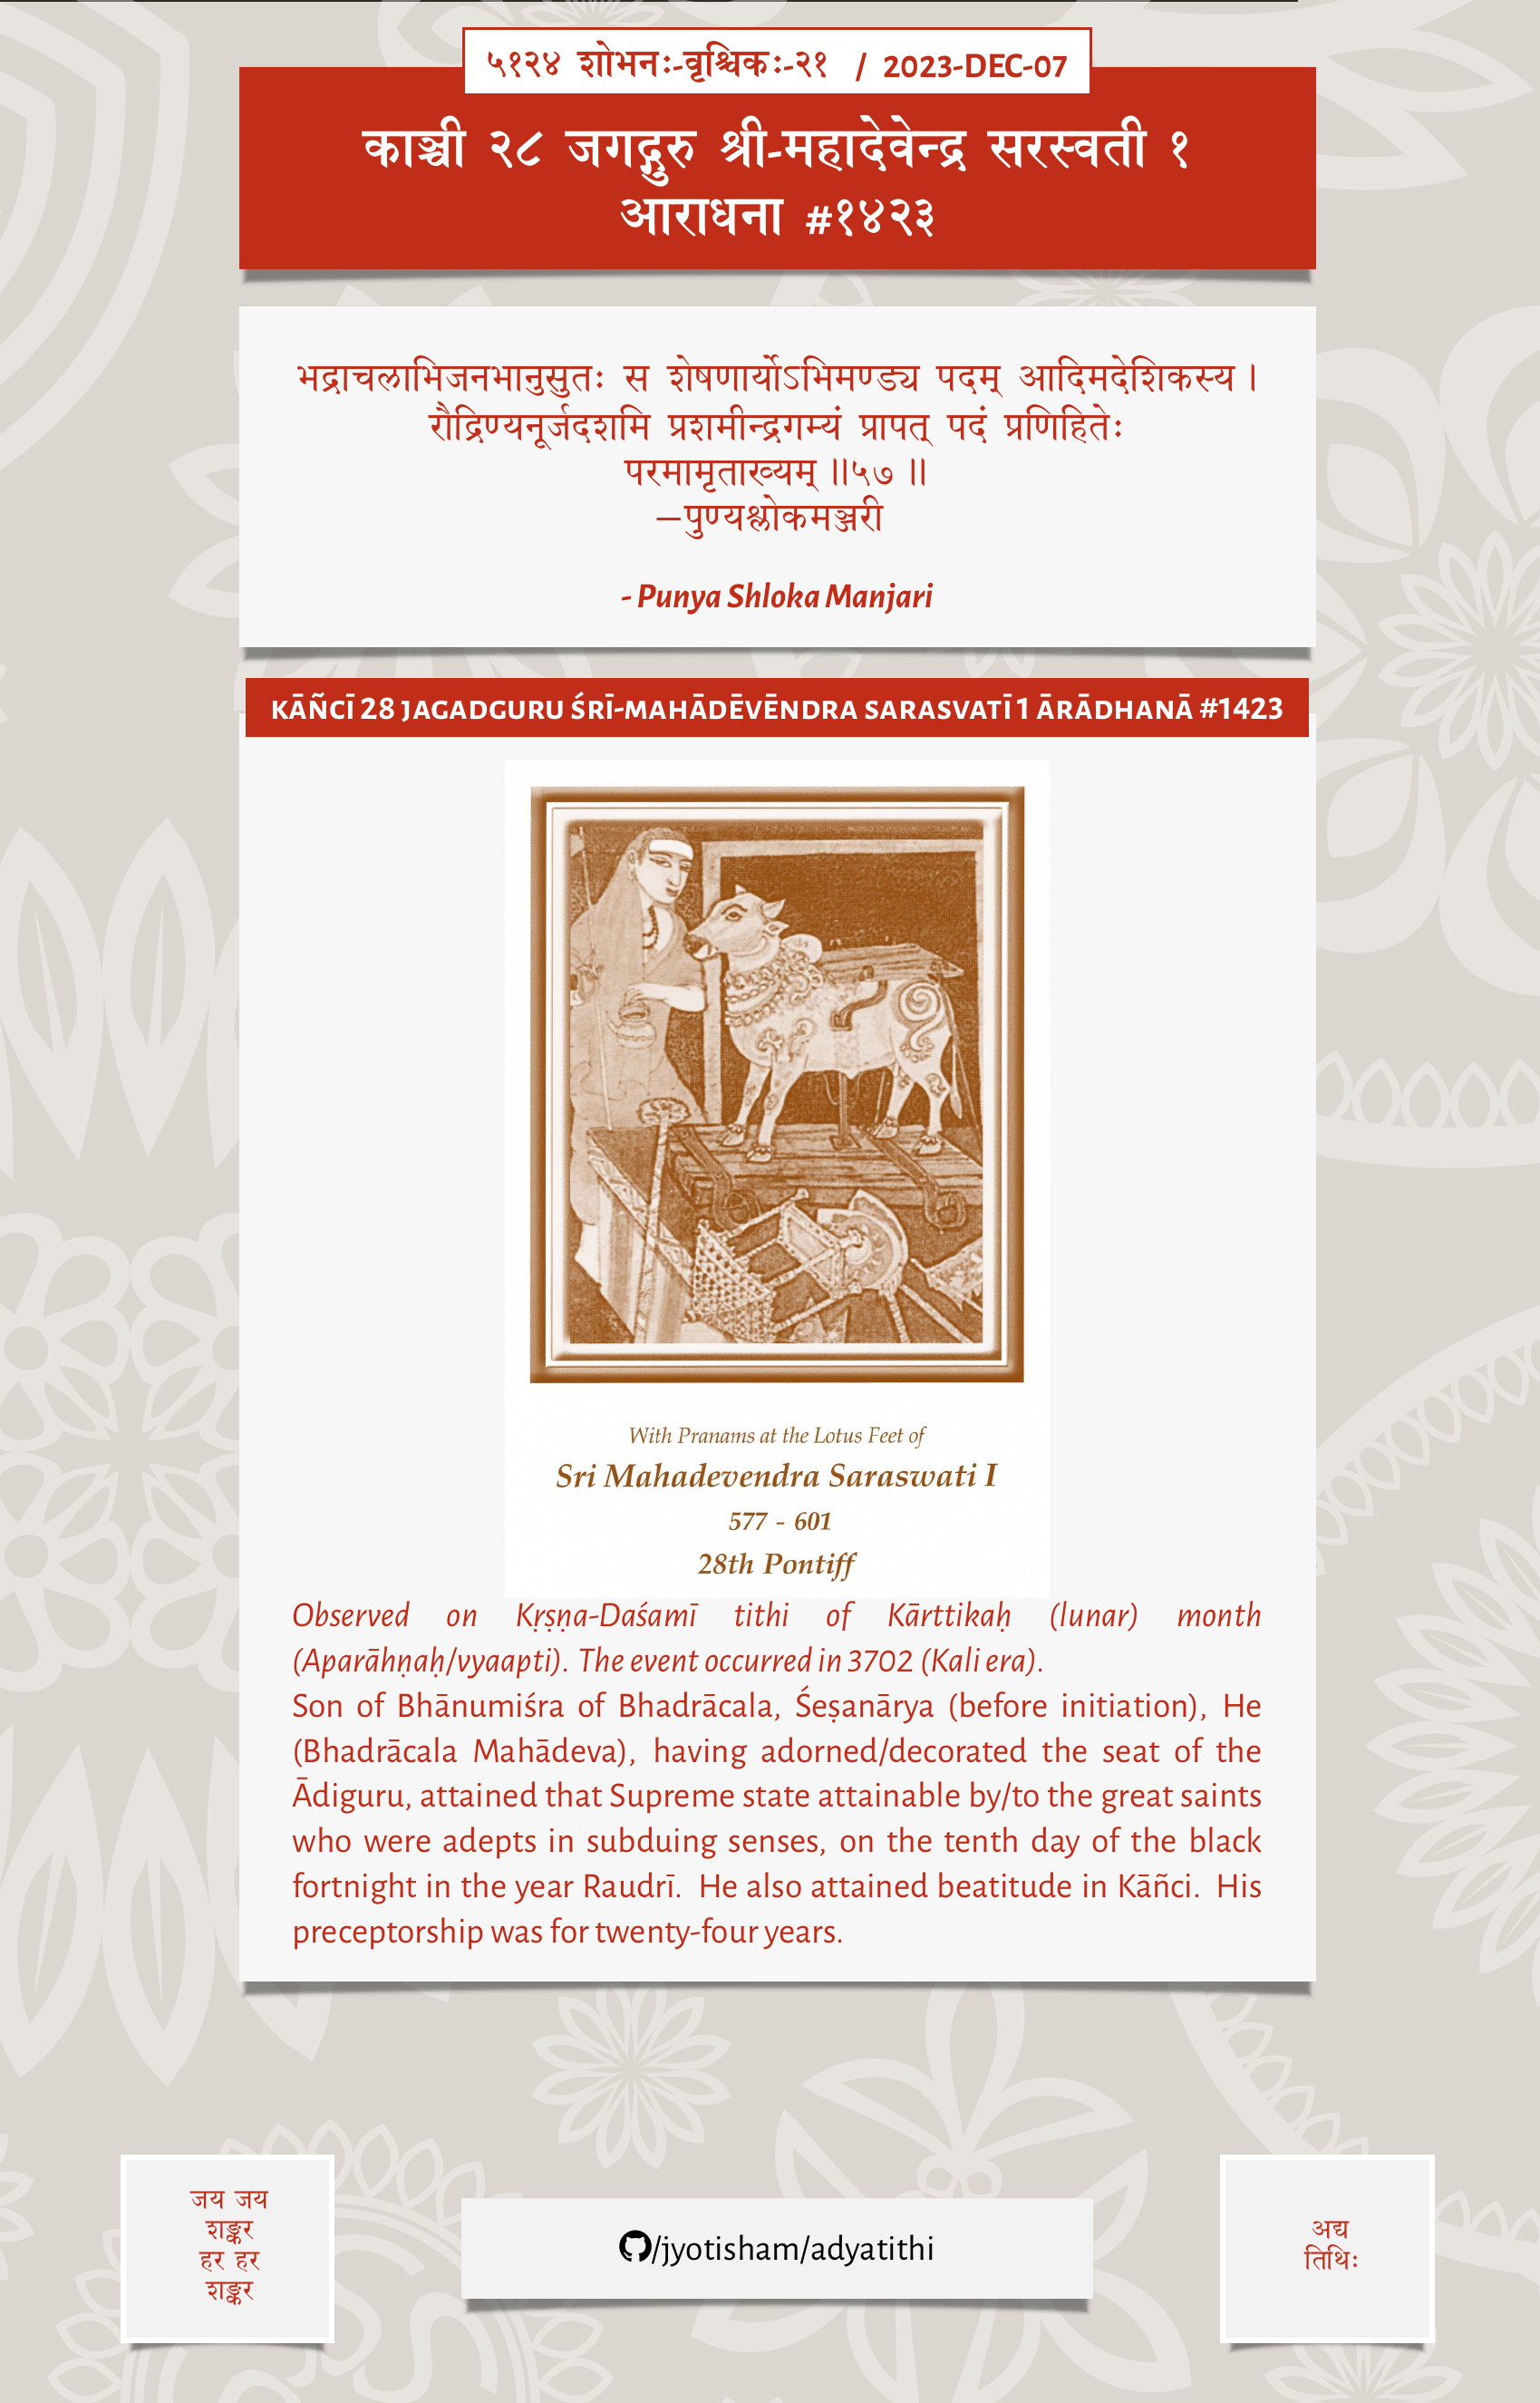 ५१२४ शोभनः-वृश्चिकः-२१ / 2023-DEC-07
काञ्ची २८ जगद्गुरु श्री-महादेवेन्द्र सरस्वती १
आराधना #१४२३
भद्राचलाभिजनभानुसुतः स शेषणार्योऽभिमण्ड्य पदम् आदिमदेशिकस्य।
रौद्रिण्यनूर्जदशमि प्रशमीन्द्रगम्यं प्रापत् पदं प्रणिहितेः
परमामृताख्यम्॥५७॥
—पुण्यश्लोकमञ्जरी
- Punya Shloka Manjari
KĀÑCĪ 28 JAGADGURU ŚRĪ-MAHĀDĒVĒNDRA SARASVATĪ 1 ĀRĀDHANĀ #1423
With Pranams at the Lotus Feet of
Sri Mahadevendra Saraswati I
577 - 601
28th Pontiff
Observed on Kṛṣṇa-Daśamī tithi of Kārttikaḥ (lunar) month
(Aparāhṇaḥ/vyaapti). The event occurred in 3702 (Kali era).
Son of Bhānumiśra of Bhadrācala, Śeṣanārya (before initiation), He
(Bhadrācala Mahādeva), having adorned/decorated the seat of the
Ādiguru, attained that Supreme state attainable by/to the great saints
who were adepts in subduing senses, on the tenth day of the black
fortnight in the year Raudrī. He also attained beatitude in Kāñci. His
preceptorship was for twenty-four years.
जय जय
शङ्कर
हर हर
शङ्कर
/jyotisham/adyatithi
अद्य
तिथिः